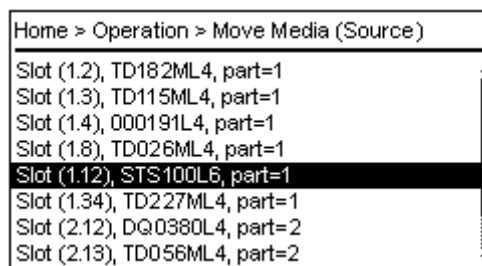 Home > Operation > Move Media (Source)
Slot (1.2), TD182ML4, part=1
Slot (1.3), TD115ML4, part=1
Slot (1.4), 000191L4, part=1
Slot (1.8), TD026ML4, part=1
Slot (1.12), STS100L6, part=1
Slot (1.34), TD227ML4, part=1
Slot (2.12), DQ0380L4, part=2
Slot (2.13), TD056ML4, part=2